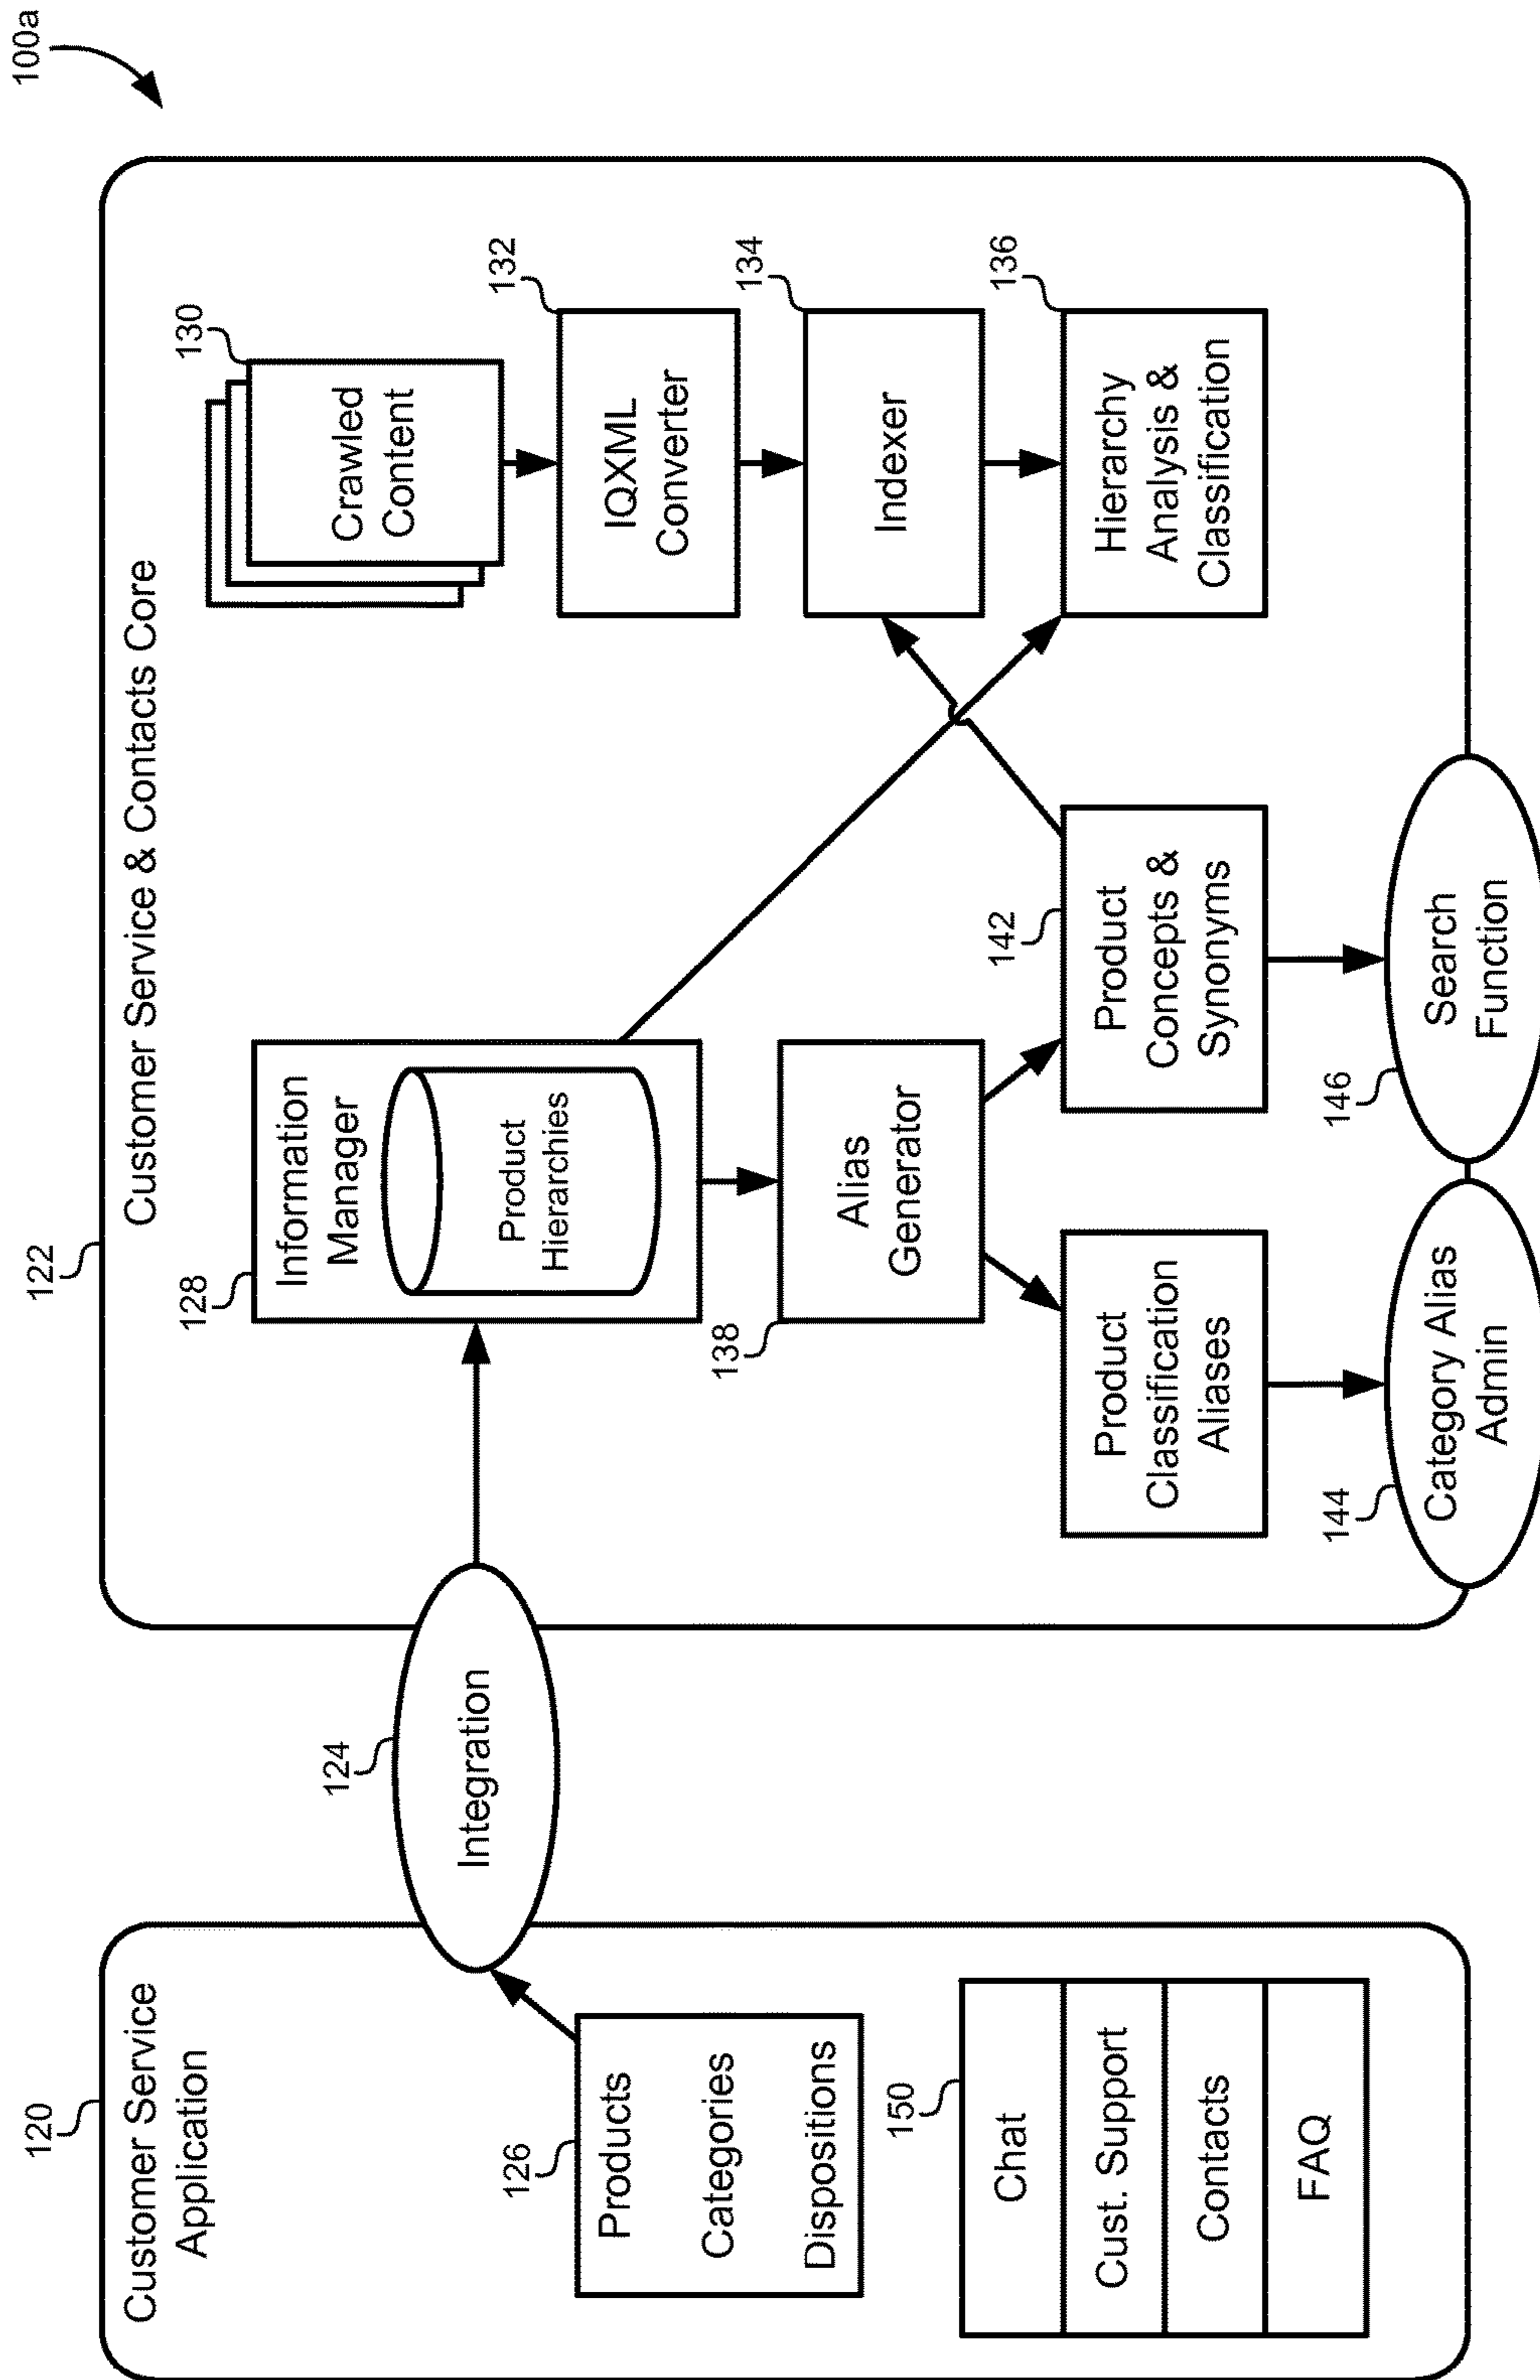 100a
120
Customer Service
Application
126
Products
Categories
Dispositions
150
Chat
Cust. Support
Contacts
FAQ
124
Integration
122
Customer Service & Contacts Core
128
Information
Manager
Product
Hierarchies
138
Alias
Generator
Product
Classification
Aliases
142
Product
Concepts &
Synonyms
144
Category Alias
Admin
146
Search
Function
130
Crawled
Content
132
IQXML
Converter
134
Indexer
136
Hierarchy
Analysis &
Classification